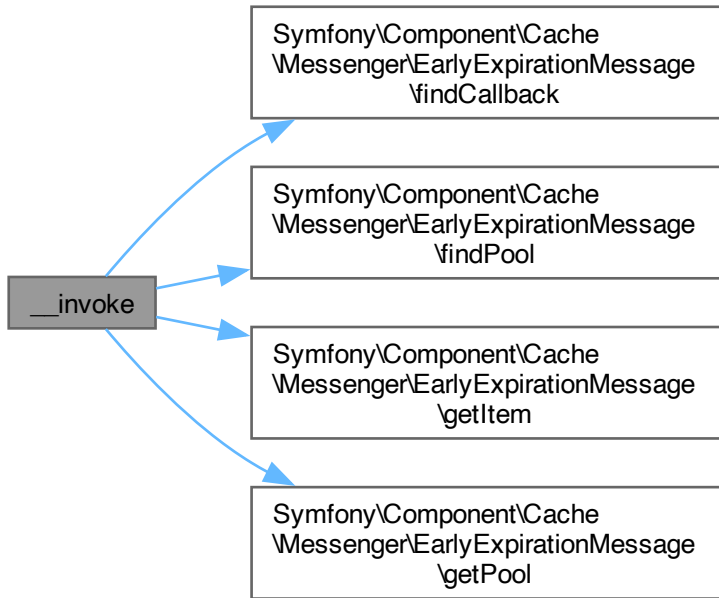 Symfony\Component\Cache
\Messenger\EarlyExpirationMessage
\findCallback
Symfony\Component\Cache
\Messenger\EarlyExpirationMessage
\findPool
__invoke
Symfony\Component\Cache
\Messenger\EarlyExpirationMessage
\getItem
Symfony\Component\Cache
\Messenger\EarlyExpirationMessage
\getPool